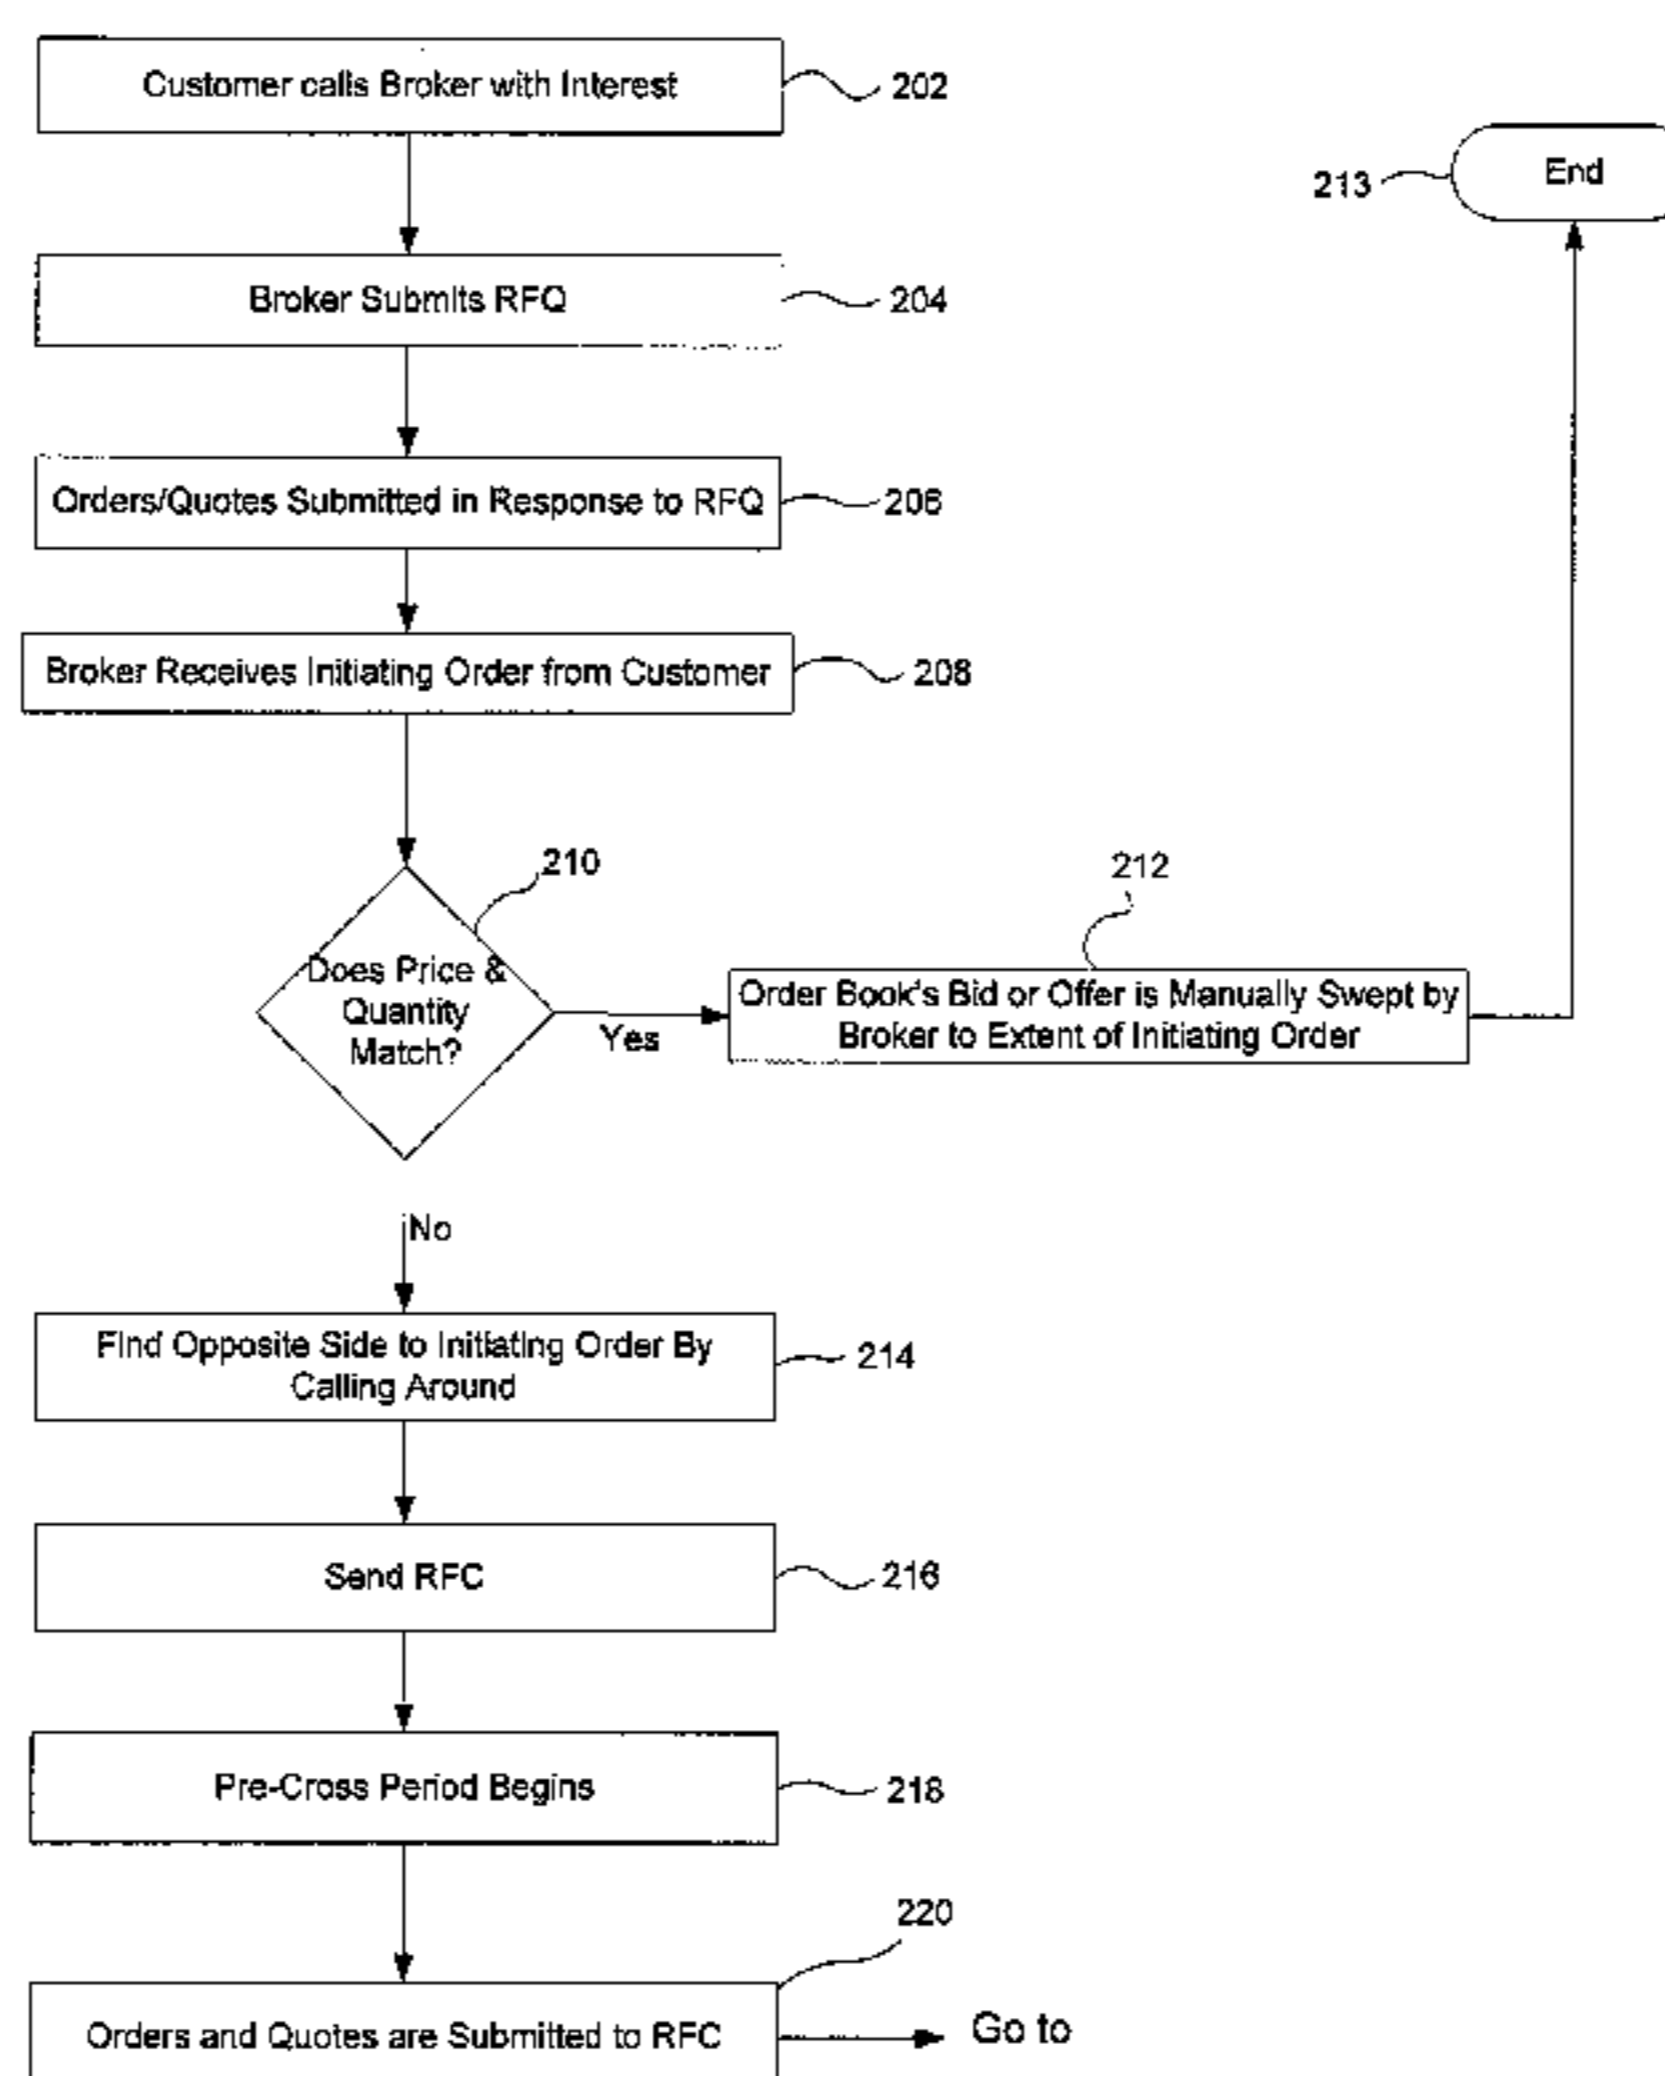 Customer calls Broker with Interest
202
End
213
Broker Submits RFQ
204
Orders/Quotes Submitted in Response to RFQ
206
Broker Receives Initiating Order from Customer
208
210
Does Price &
Quantity
Match?
Yes
212
Order Book's Bid or Offer is Manually Swept by
Broker to Extent of Initiating Order
No
Find Opposite Side to Initiating Order By
Calling Around
214
Send RFC
216
Pre-Cross Period Begins
218
220
Orders and Quotes are Submitted to RFC
Go to